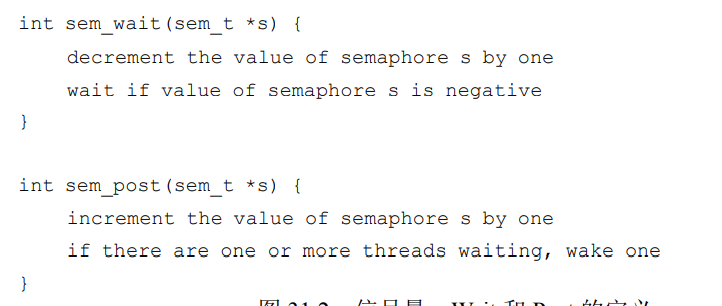 int sem_wait(sem_t *s) {
    decrement the value of semaphore s by one
    wait if value of semaphore s is negative
}

int sem_post(sem_t *s) {
    increment the value of semaphore s by one
    if there are one or more threads waiting, wake one
}